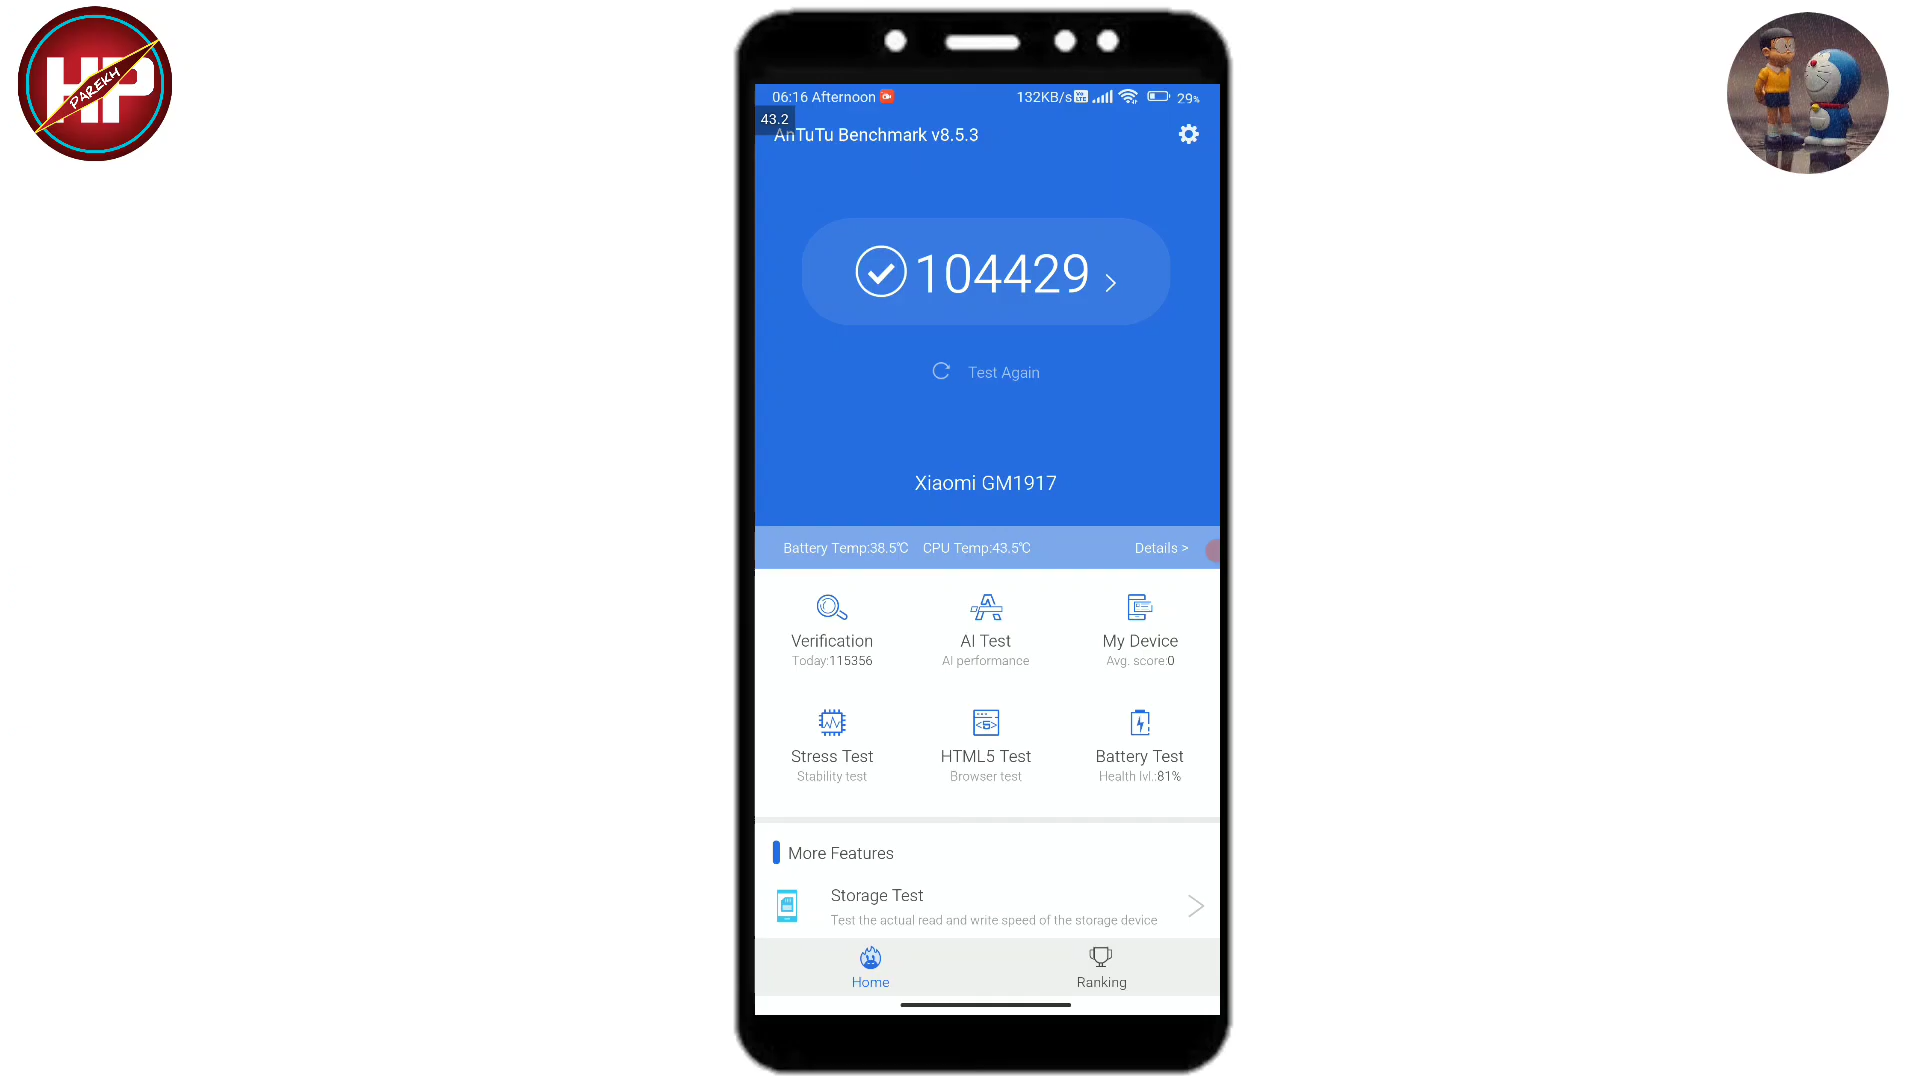 HP
PAREKH
06:16 Afternoon
132KB/s Vo LTE 29%
43.2
AnTuTu Benchmark v8.5.3
104429 >
Test Again
Xiaomi GM1917
Battery Temp:38.5℃ CPU Temp:43.5℃ Details >
Verification AI Test My Device
Today:115356 AI performance Avg. score:0
Stress Test HTML5 Test Battery Test
Stability test Browser test Health lvl.:81%
More Features
Storage Test
Test the actual read and write speed of the storage device
Home Ranking